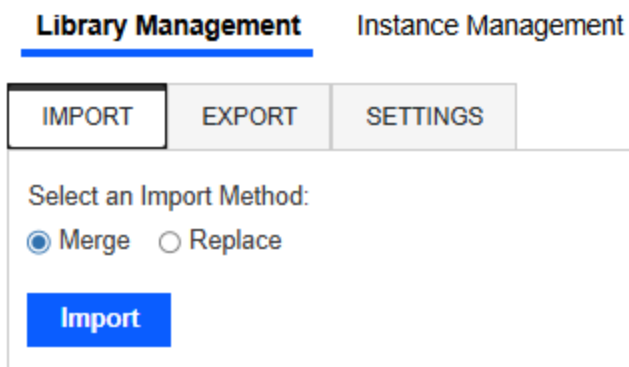 Library Management Instance Management
IMPORT EXPORT SETTINGS
Select an Import Method:
Merge Replace
Import